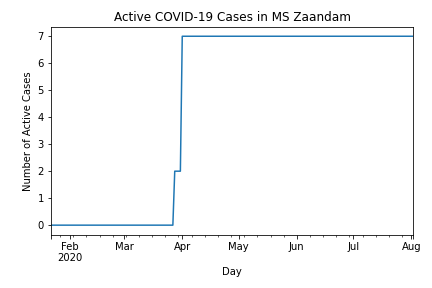 Active COVID-19 Cases in MS Zaandam
Number of Active Cases
7
6
5
4
3
2
1
0
Feb Mar Apr May Jun Jul Aug
2020
Day